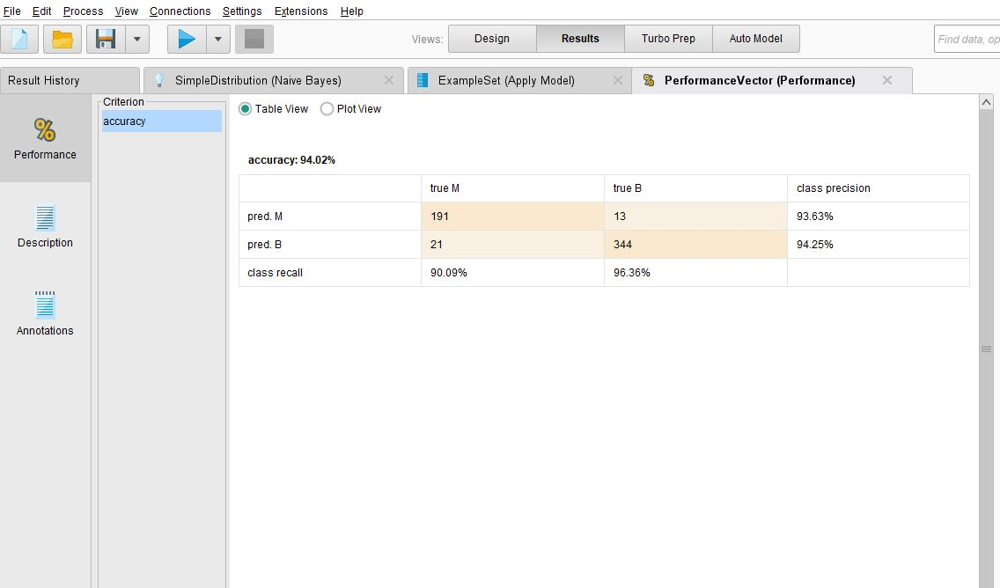 File Edit Process View Connections Settings Extensions Help
Views: Design Results Turbo Prep Auto Model Find data, op
Result History SimpleDistribution (Naive Bayes) ExampleSet (Apply Model) % PerformanceVector (Performance)
Criterion
accuracy
%
Performance
Description
Annotations
Table View Plot View
accuracy: 94.02%
true M true B class precision
pred. M 191 13 93.63%
pred. B 21 344 94.25%
class recall 90.09% 96.36%